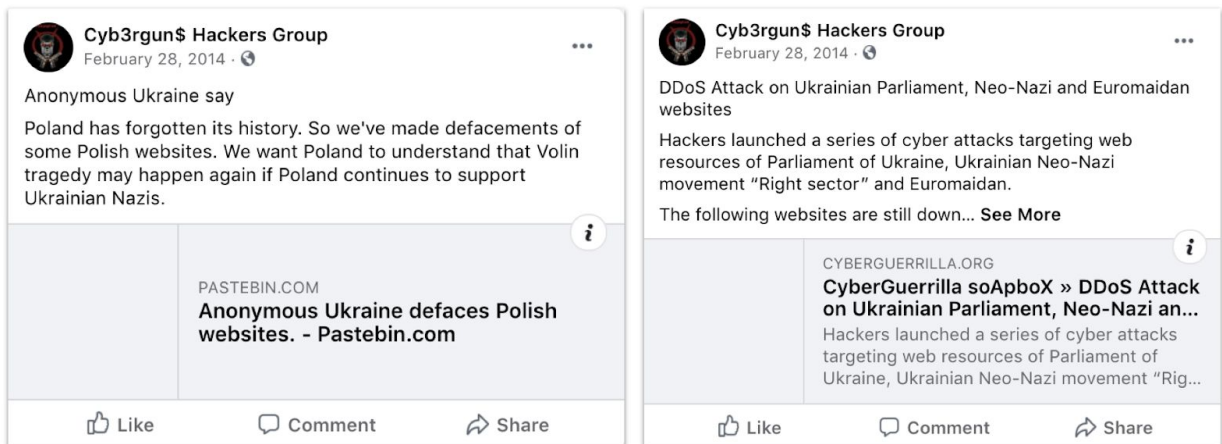 Cyb3rgun$ Hackers Group
February 28, 2014 ·
Anonymous Ukraine say
Poland has forgotten its history. So we've made defacements of
some Polish websites. We want Poland to understand that Volin
tragedy may happen again if Poland continues to support
Ukrainian Nazis.
i
PASTEBIN.COM
Anonymous Ukraine defaces Polish
websites. - Pastebin.com
Like
Comment
Share
Cyb3rgun$ Hackers Group
February 28, 2014 ·
DDoS Attack on Ukrainian Parliament, Neo-Nazi and Euromaidan
websites
Hackers launched a series of cyber attacks targeting web
resources of Parliament of Ukraine, Ukrainian Neo-Nazi
movement “Right sector” and Euromaidan.
The following websites are still down... See More
i
CYBERGUERRILLA.ORG
CyberGuerrilla soApboX » DDoS Attack
on Ukrainian Parliament, Neo-Nazi an...
Hackers launched a series of cyber attacks
targeting web resources of Parliament of
Ukraine, Ukrainian Neo-Nazi movement “Rig...
Like
Comment
Share